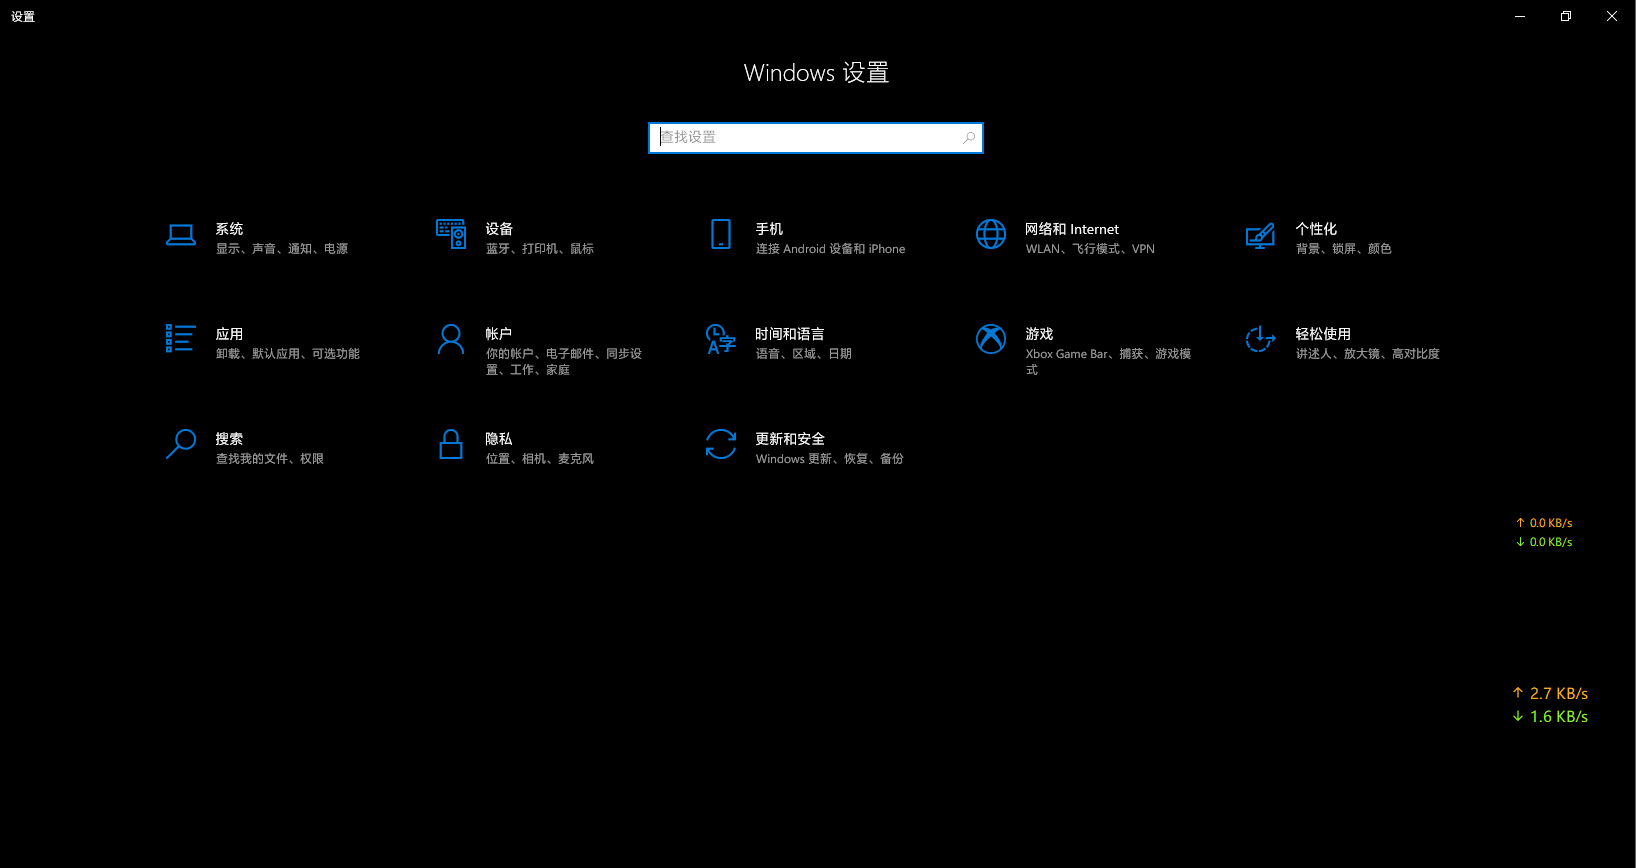 设置
Windows 设置
查找设置
系统
显示、声音、通知、电源
设备
蓝牙、打印机、鼠标
手机
连接 Android 设备和 iPhone
网络和 Internet
WLAN、飞行模式、VPN
个性化
背景、锁屏、颜色
应用
卸载、默认应用、可选功能
帐户
你的帐户、电子邮件、同步设
置、工作、家庭
时间和语言
语音、区域、日期
游戏
Xbox Game Bar、捕获、游戏模
式
轻松使用
讲述人、放大镜、高对比度
搜索
查找我的文件、权限
隐私
位置、相机、麦克风
更新和安全
Windows 更新、恢复、备份
↑ 0.0 KB/s
↓ 0.0 KB/s
↑ 2.7 KB/s
↓ 1.6 KB/s